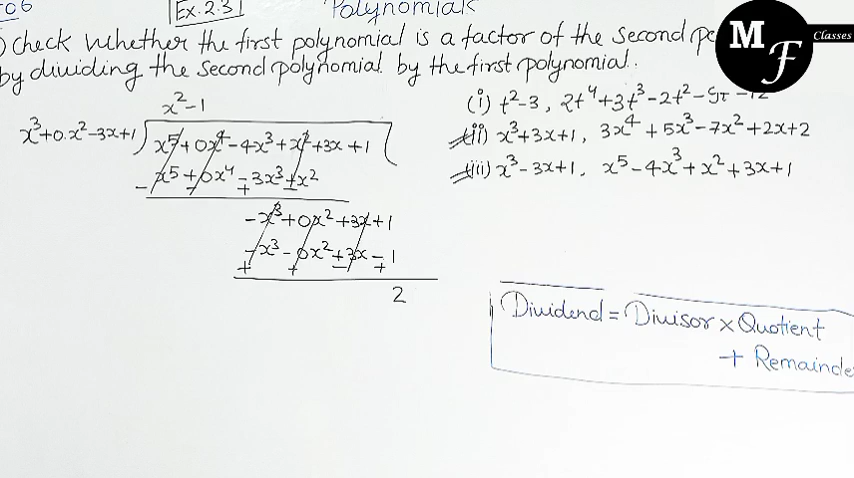 Ex. 2.3 Polynomials
check whether the first polynomial is a factor of the second
by dividing the second polynomial by the first polynomial.
M F Classes
(i) t²-3, 2t⁴+3t³-2t²-9t-12
(ii) x³+3x+1, 3x⁴+5x³-7x²+2x+2
(iii) x³-3x+1, x⁵-4x³+x²+3x+1
x²-1
x³+0.x²-3x+1) x⁵+0x⁴-4x³+x²+3x+1
x⁵+0x⁴-3x³+x²
- - + -
-x³+0x²+3x+1
-x³-0x²+3x-1
+ + - +
2
Dividend = Divisor × Quotient
+ Remainde